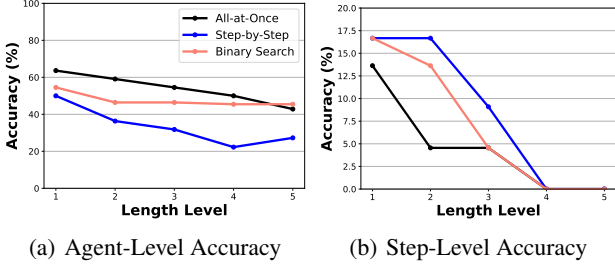 100
80
60
40
20
0
Accuracy (%)
1 2 3 4 5
Length Level
All-at-Once
Step-by-Step
Binary Search
(a) Agent-Level Accuracy
20.0
17.5
15.0
12.5
10.0
7.5
5.0
2.5
0.0
Accuracy (%)
1 2 3 4 5
Length Level
(b) Step-Level Accuracy